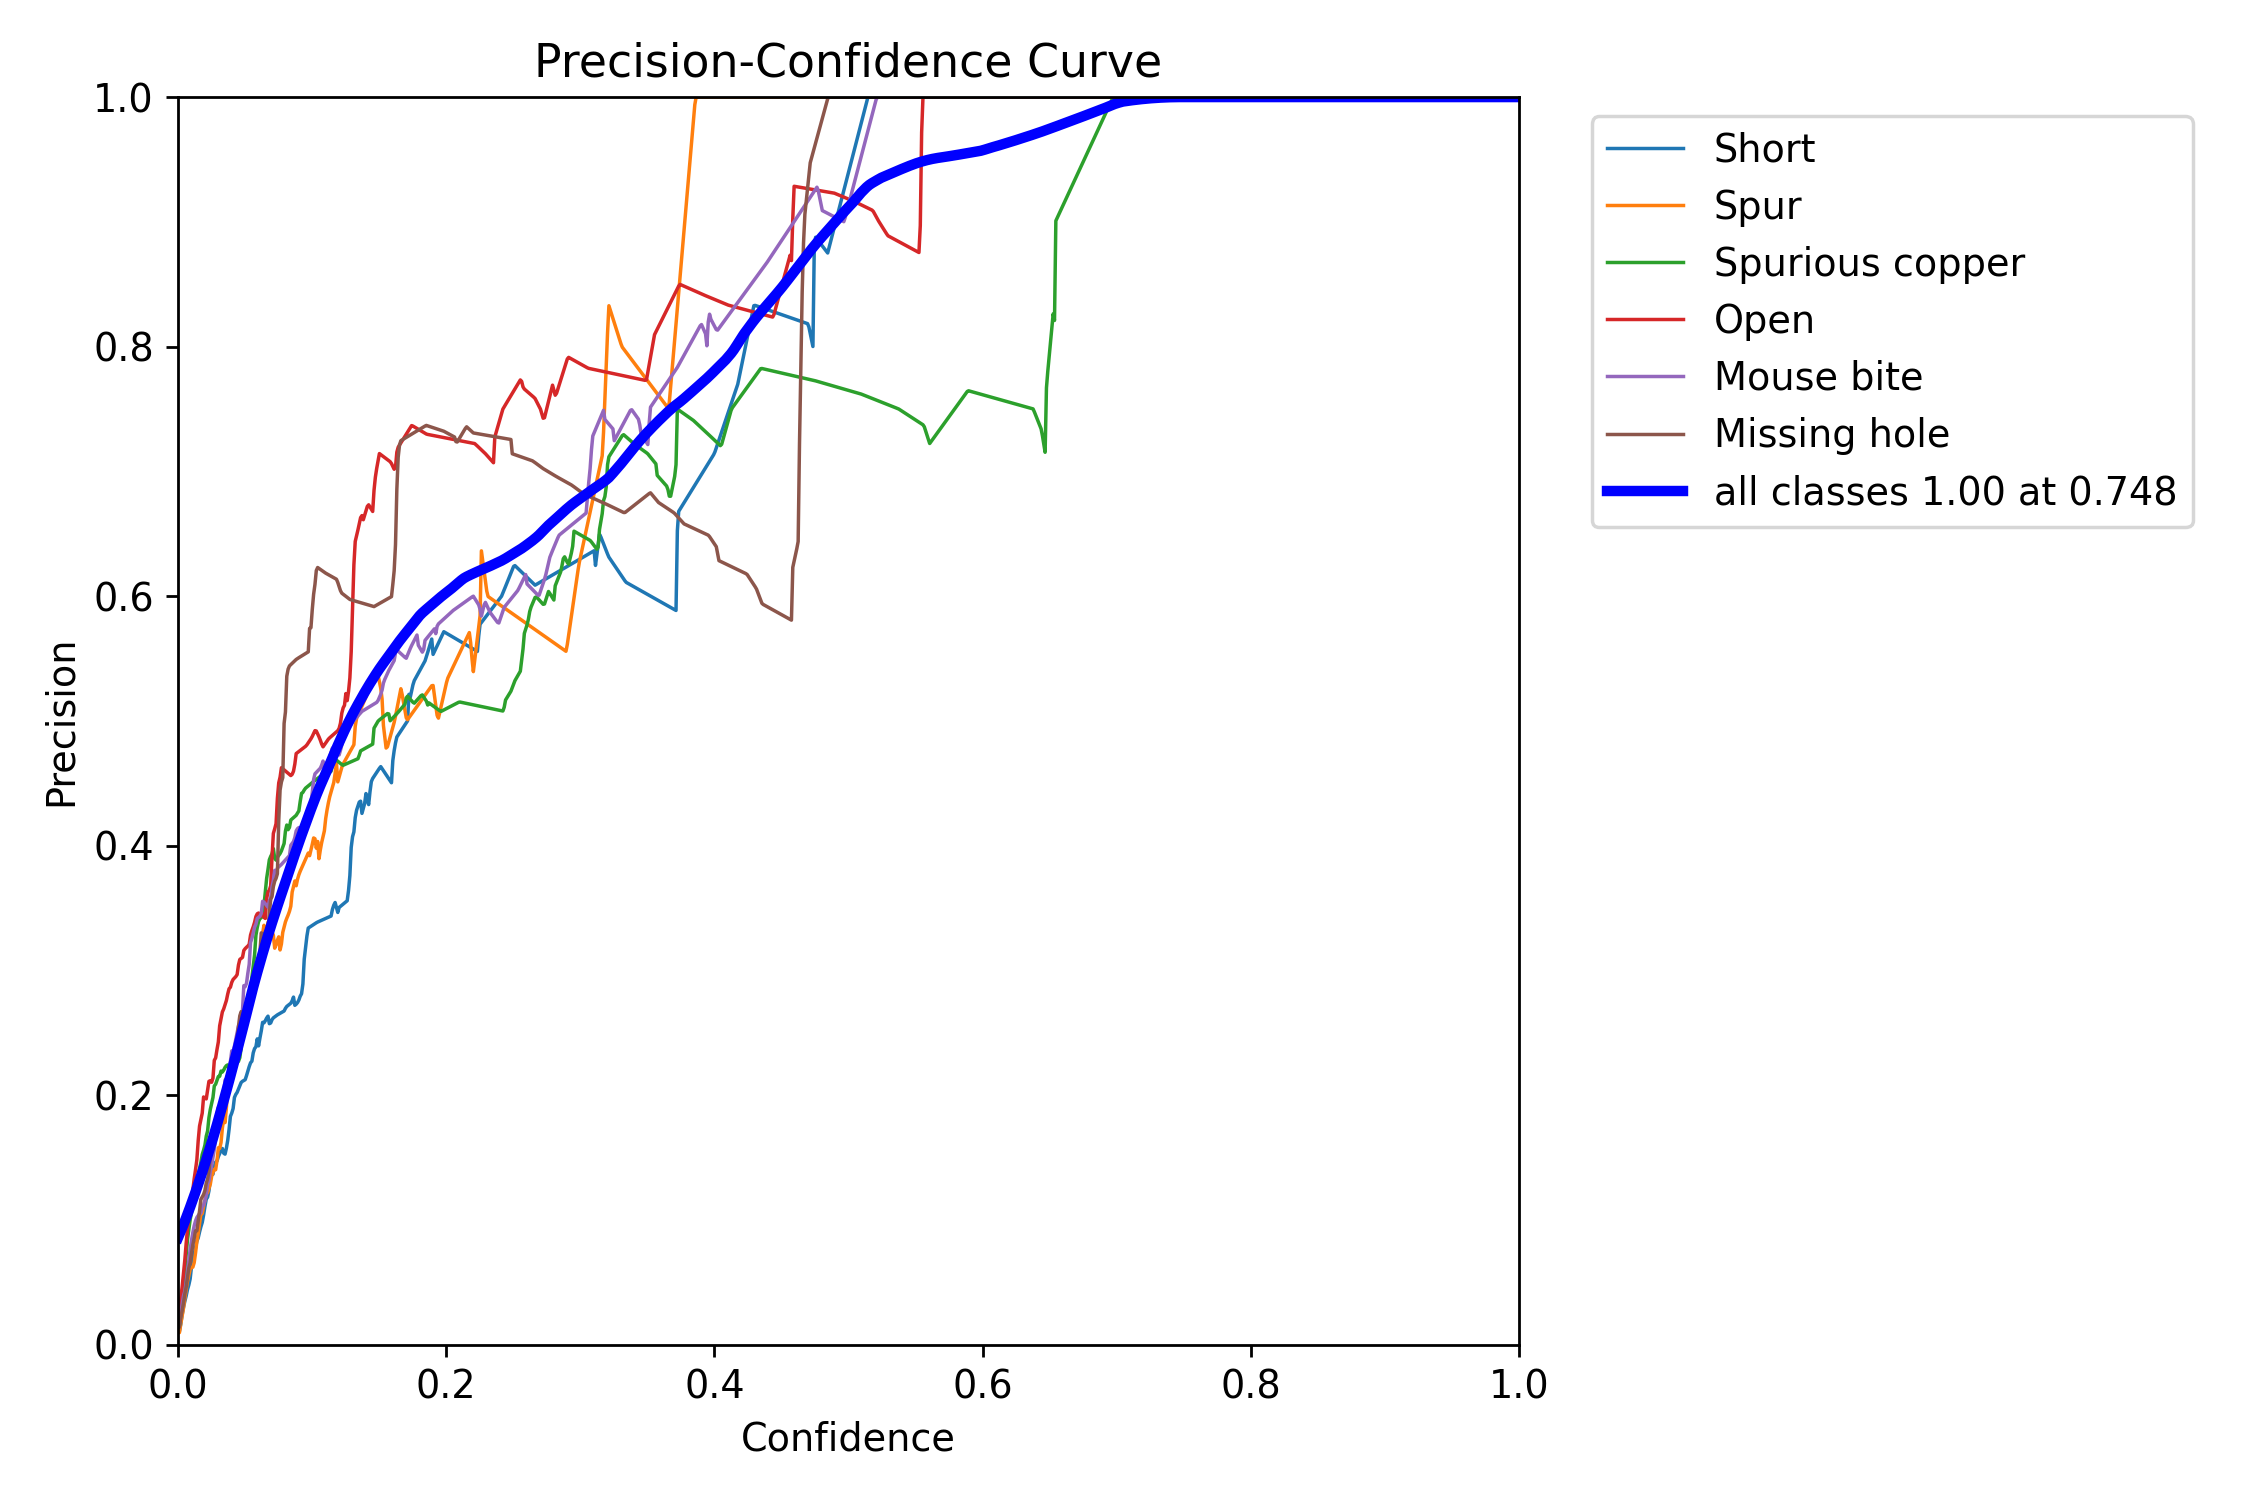 Precision-Confidence Curve
1.0
0.8
0.6
0.4
0.2
0.0
Precision
0.0 0.2 0.4 0.6 0.8 1.0
Confidence
Short
Spur
Spurious copper
Open
Mouse bite
Missing hole
all classes 1.00 at 0.748